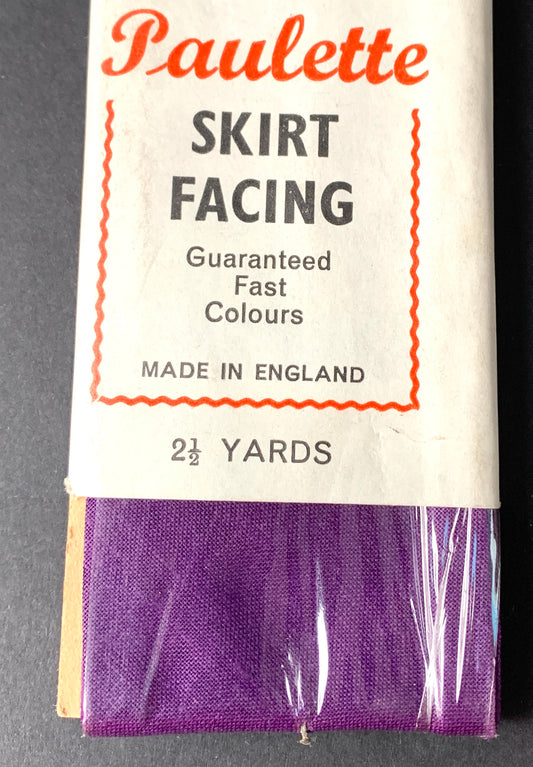 Paulette
SKIRT
FACING
Guaranteed
Fast
Colours
MADE IN ENGLAND
2½ YARDS